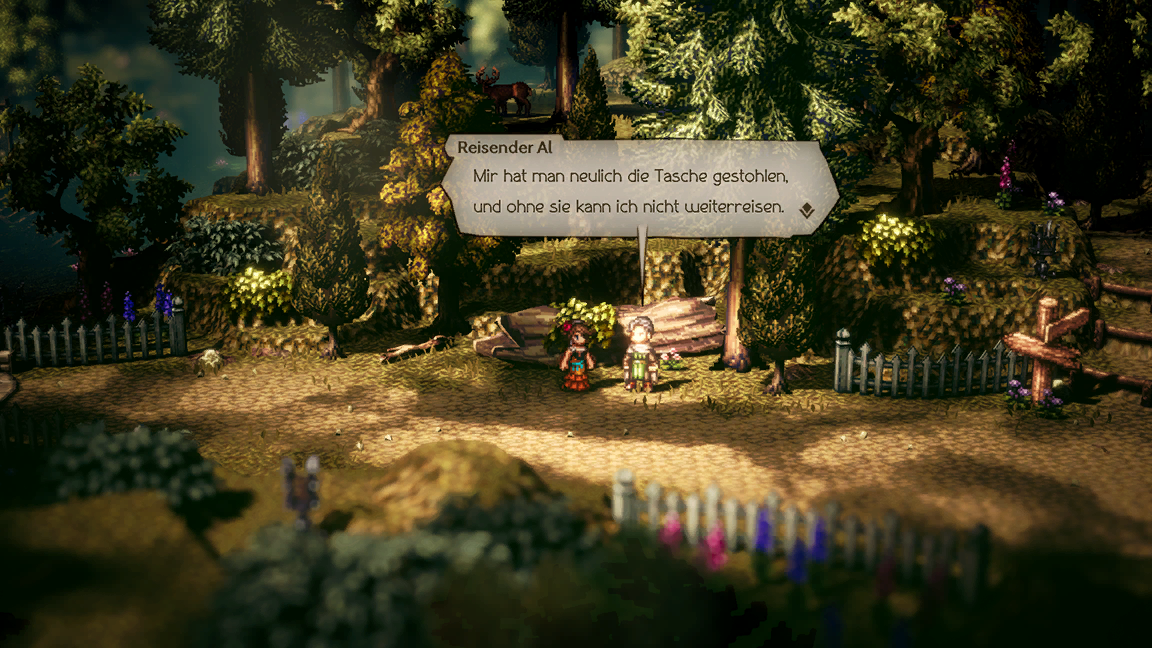 Reisender Al
Mir hat man neulich die Tasche gestohlen,
und ohne sie kann ich nicht weiterreisen.